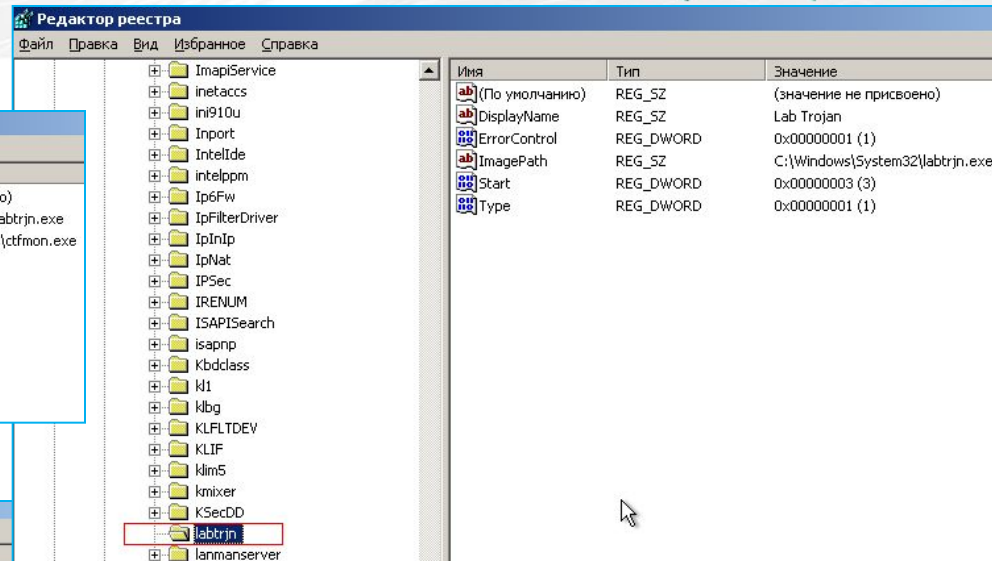 Редактор реестра
Файл Правка Вид Избранное Справка
ImapiService
inetaccs
ini910u
Inport
IntelIde
intelppm
Ip6Fw
IpFilterDriver
IpInIp
IpNat
IPSec
IRENUM
ISAPISearch
isapnp
Kbdclass
kl1
klbg
KLFLTDEV
KLIF
klim5
kmixer
KSecDD
labtrjn
lanmanserver
Имя Тип Значение
(По умолчанию) REG_SZ (значение не присвоено)
DisplayName REG_SZ Lab Trojan
ErrorControl REG_DWORD 0x00000001 (1)
ImagePath REG_SZ C:\Windows\System32\labtrjn.exe
Start REG_DWORD 0x00000003 (3)
Type REG_DWORD 0x00000001 (1)
о)
abtrjn.exe
\ctfmon.exe